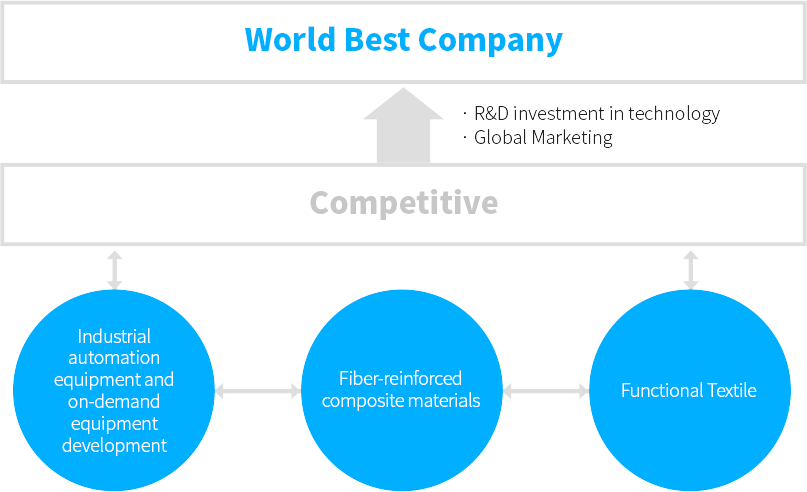 World Best Company
· R&D investment in technology
· Global Marketing
Competitive
Industrial
automation
equipment and
on-demand
equipment
development
Fiber-reinforced
composite materials
Functional Textile